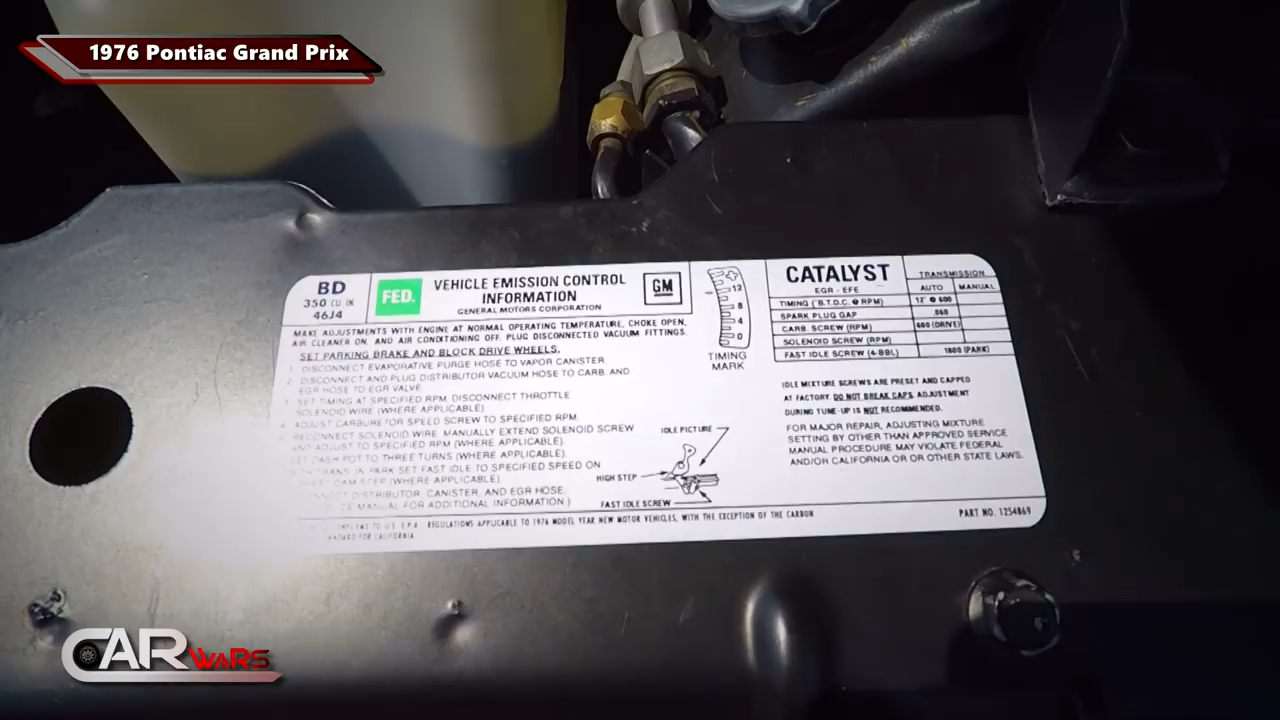 1976 Pontiac Grand Prix
BD
350 CU IN
46J4
FED.
VEHICLE EMISSION CONTROL
INFORMATION
GENERAL MOTORS CORPORATION
GM
MAKE ADJUSTMENTS WITH ENGINE AT NORMAL OPERATING TEMPERATURE, CHOKE OPEN,
AIR CLEANER ON, AND AIR CONDITIONING OFF. PLUG DISCONNECTED VACUUM FITTINGS.
SET PARKING BRAKE AND BLOCK DRIVE WHEELS.
1 DISCONNECT EVAPORATIVE PURGE HOSE TO VAPOR CANISTER
2 DISCONNECT AND PLUG DISTRIBUTOR VACUUM HOSE TO CARB. AND
EGR HOSE TO EGR VALVE
3 SET TIMING AT SPECIFIED RPM. DISCONNECT THROTTLE
SOLENOID WIRE (WHERE APPLICABLE)
4 ADJUST CARBURETOR SPEED SCREW TO SPECIFIED RPM.
RECONNECT SOLENOID WIRE, MANUALLY EXTEND SOLENOID SCREW
AND ADJUST TO SPECIFIED RPM (WHERE APPLICABLE).
SET DASH POT TO THREE TURNS (WHERE APPLICABLE).
WITH TRANS. IN PARK SET FAST IDLE TO SPECIFIED SPEED ON
CAM STEP (WHERE APPLICABLE)
DISTRIBUTOR, CANISTER, AND EGR HOSE.
MANUAL FOR ADDITIONAL INFORMATION.)
TO U.S. E.P.A. REGULATIONS APPLICABLE TO 1976 MODEL YEAR NEW MOTOR VEHICLES, WITH THE EXCEPTION OF THE CARBON
FOR CALIFORNIA
12
8
4
0
TIMING
MARK
IDLE PICTURE
HIGH STEP
FAST IDLE SCREW
CATALYST
EGR - EFE
TRANSMISSION
AUTO MANUAL
TIMING (°B.T.D.C. @ RPM) 12° @ 600
SPARK PLUG GAP .060
CARB. SCREW (RPM) 600 (DRIVE)
SOLENOID SCREW (RPM)
FAST IDLE SCREW (4-BBL) 1800 (PARK)
IDLE MIXTURE SCREWS ARE PRESET AND CAPPED
AT FACTORY. DO NOT BREAK CAPS. ADJUSTMENT
DURING TUNE-UP IS NOT RECOMMENDED.
FOR MAJOR REPAIR, ADJUSTING MIXTURE
SETTING BY OTHER THAN APPROVED SERVICE
MANUAL PROCEDURE MAY VIOLATE FEDERAL
AND/OR CALIFORNIA OR OTHER STATE LAWS.
PART NO. 1254869
CAR WARS